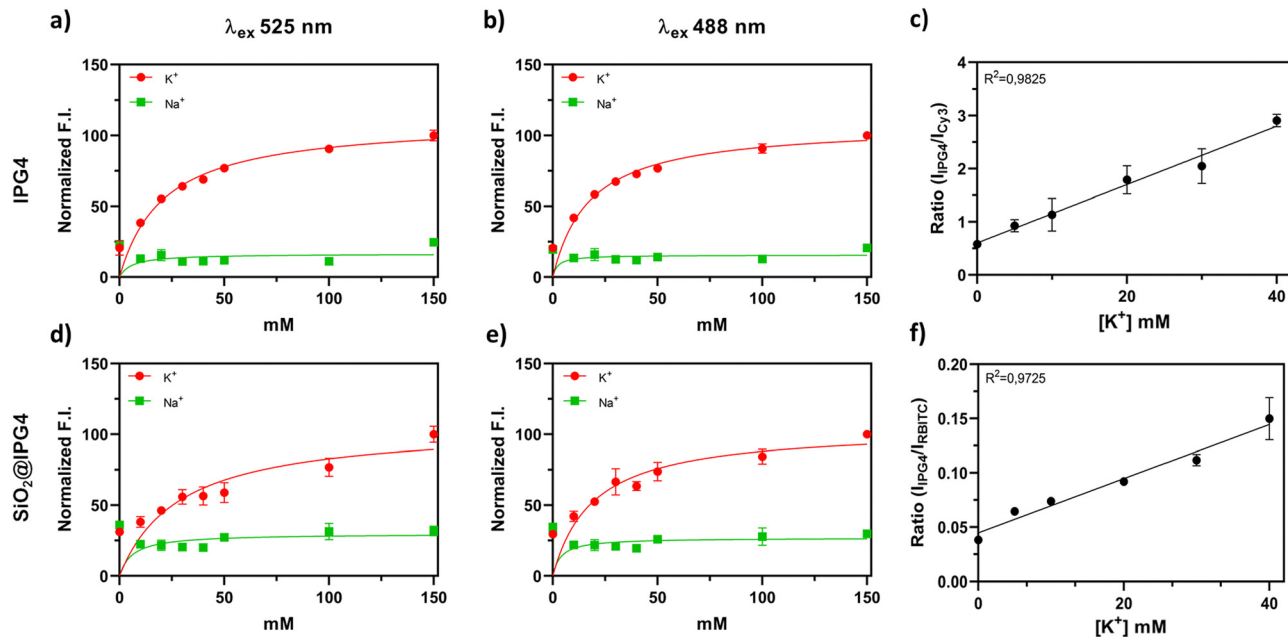 a)
λex 525 nm
b)
λex 488 nm
c)
IPG4
Normalized F.I.
150
100
50
0
K+
Na+
0
50
100
150
mM
Normalized F.I.
150
100
50
0
K+
Na+
0
50
100
150
mM
Ratio (IIPG4/ICy3)
4
3
2
1
0
R2=0,9825
0
20
40
[K+] mM
d)
e)
f)
SiO2@IPG4
Normalized F.I.
150
100
50
0
K+
Na+
0
50
100
150
mM
Normalized F.I.
150
100
50
0
K+
Na+
0
50
100
150
mM
Ratio (IIPG4/IRBITC)
0.20
0.15
0.10
0.05
0.00
R2=0,9725
0
20
40
[K+] mM